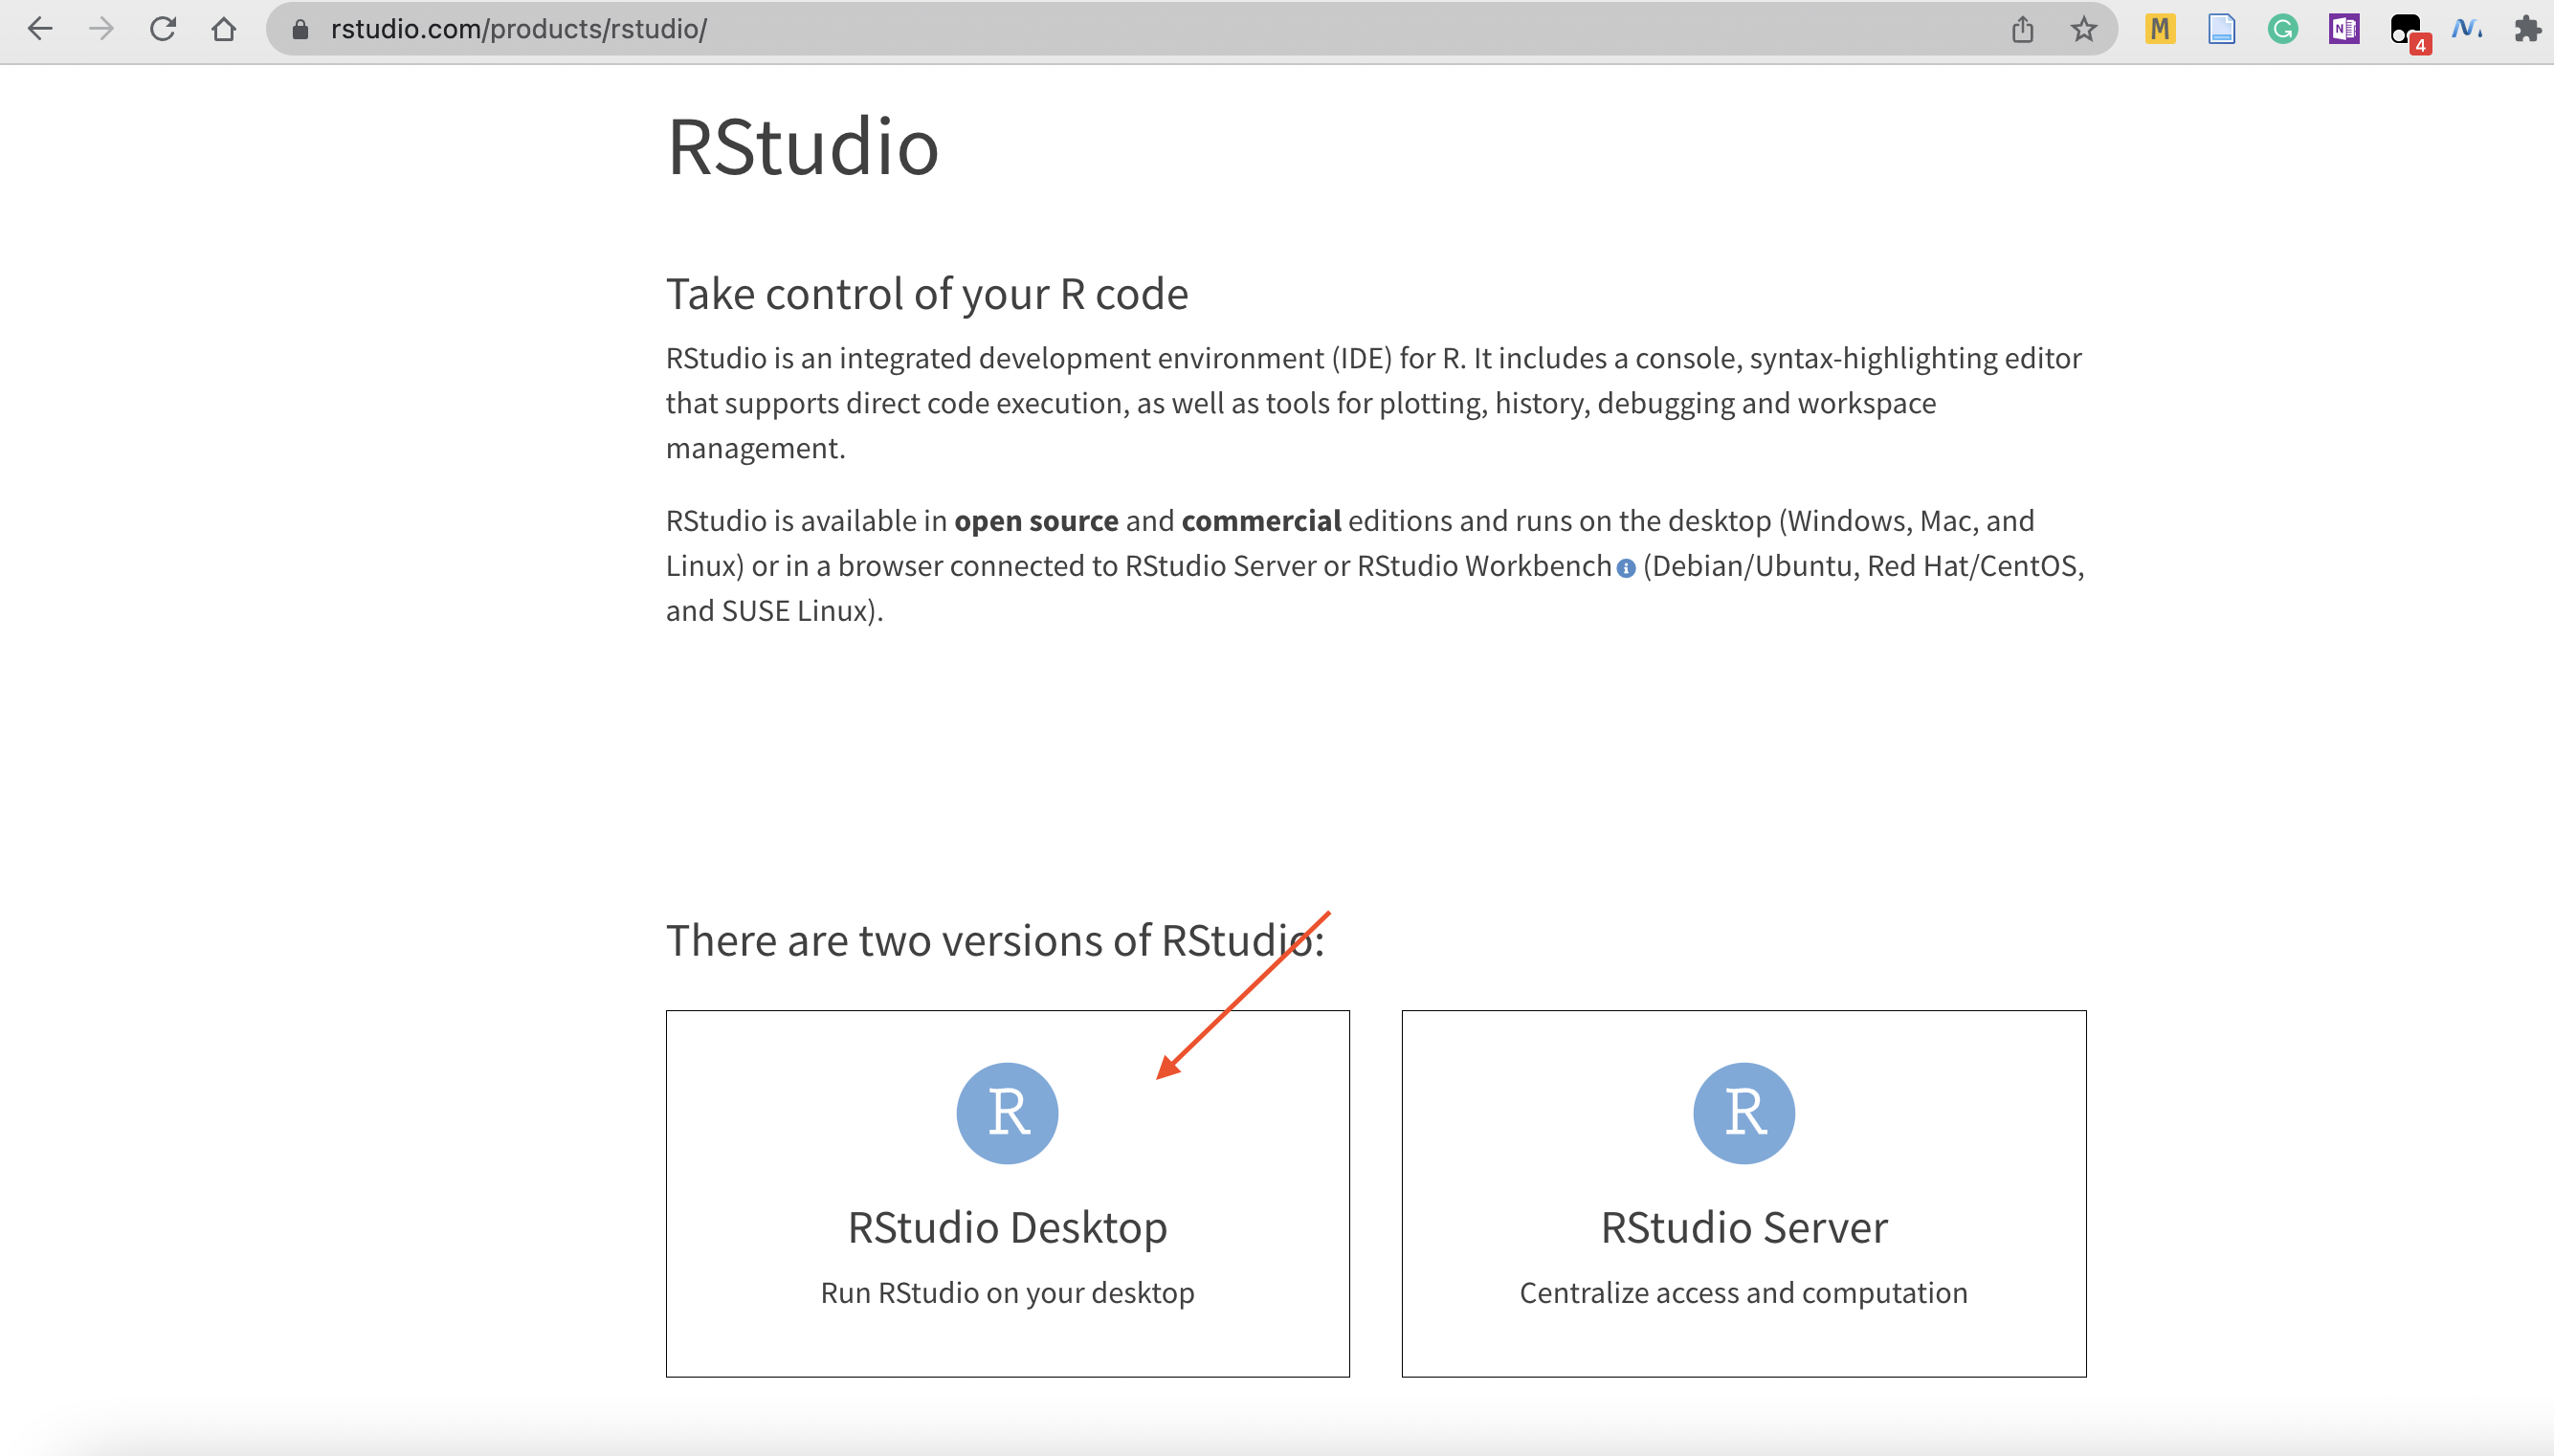 rstudio.com/products/rstudio/
M
G
N
4
RStudio
Take control of your R code
RStudio is an integrated development environment (IDE) for R. It includes a console, syntax-highlighting editor
that supports direct code execution, as well as tools for plotting, history, debugging and workspace
management.
RStudio is available in open source and commercial editions and runs on the desktop (Windows, Mac, and
Linux) or in a browser connected to RStudio Server or RStudio Workbench i (Debian/Ubuntu, Red Hat/CentOS,
and SUSE Linux).
There are two versions of RStudio:
R
RStudio Desktop
Run RStudio on your desktop
R
RStudio Server
Centralize access and computation